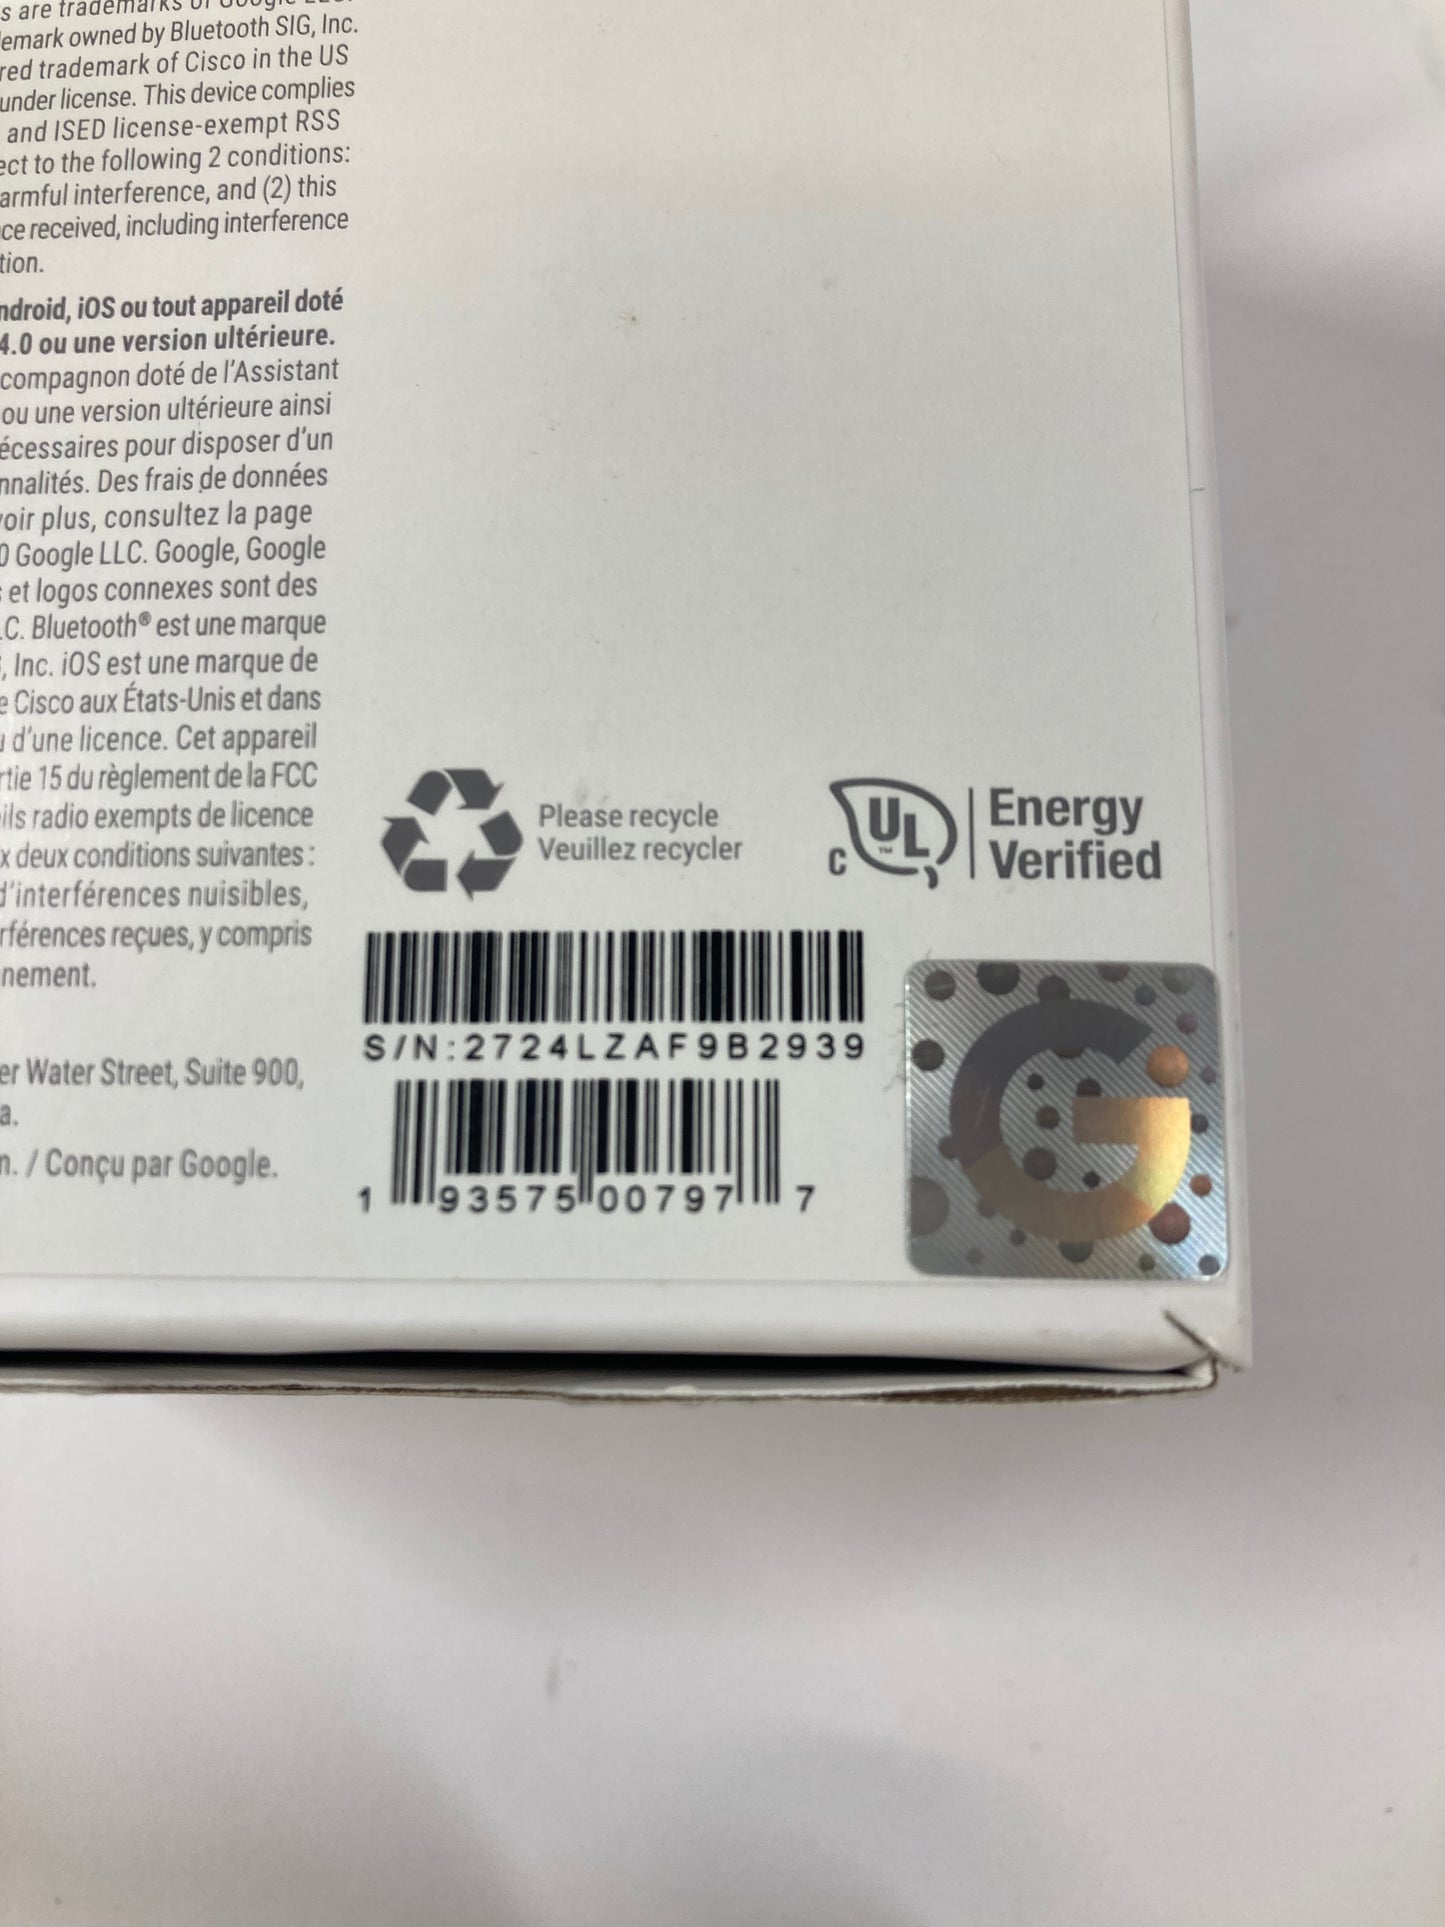 s are trademarks of Google LLC.
emark owned by Bluetooth SIG, Inc.
red trademark of Cisco in the US
under license. This device complies
and ISED license-exempt RSS
ect to the following 2 conditions:
armful interference, and (2) this
ce received, including interference
tion.
ndroid, iOS ou tout appareil doté
4.0 ou une version ultérieure.
compagnon doté de l'Assistant
ou une version ultérieure ainsi
écessaires pour disposer d'un
nnalités. Des frais de données
voir plus, consultez la page
0 Google LLC. Google, Google
s et logos connexes sont des
LC. Bluetooth® est une marque
, Inc. iOS est une marque de
e Cisco aux États-Unis et dans
u d'une licence. Cet appareil
rtie 15 du règlement de la FCC
ils radio exempts de licence
x deux conditions suivantes :
d'interférences nuisibles,
rférences reçues, y compris
nement.
er Water Street, Suite 900,
a.
n. / Conçu par Google.
Please recycle
Veuillez recycler
C UL ™ Energy
Verified
S/N:2724LZAF9B2939
1 93575 00797 7
G